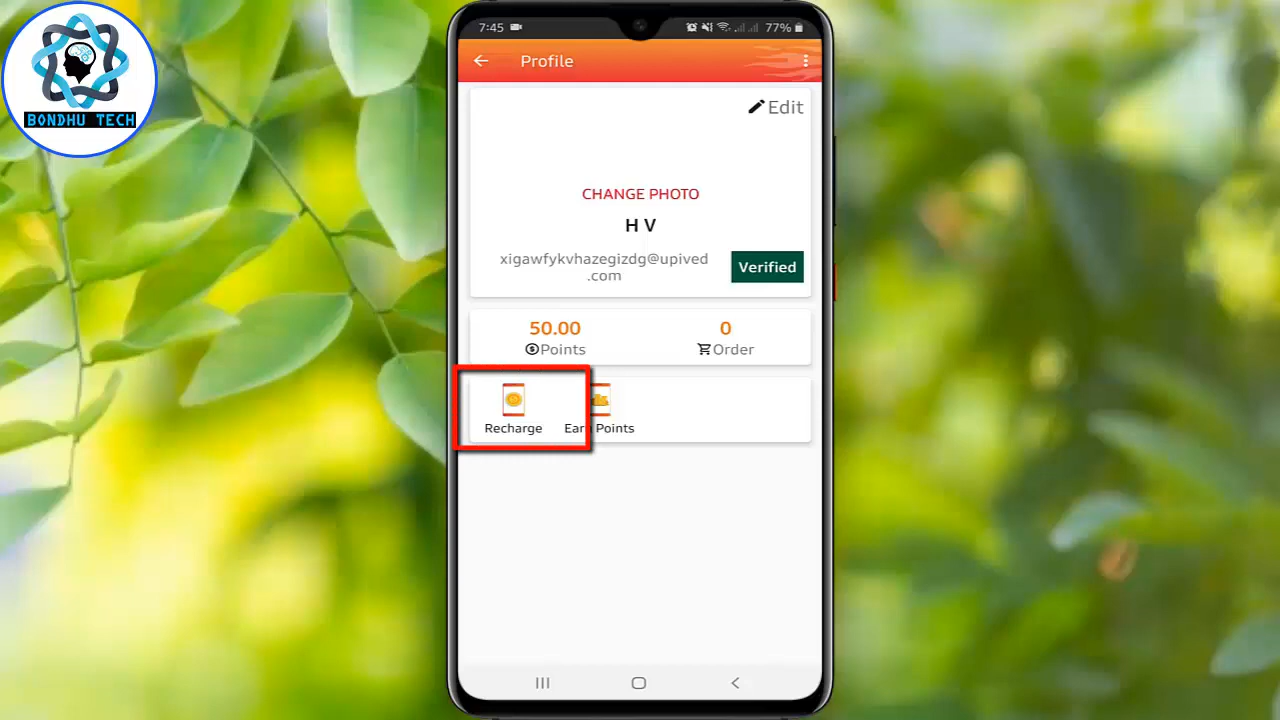 BONDHU TECH
7:45
77%
Profile
Edit
CHANGE PHOTO
H V
xigawfykvhazegizdg@upived
.com
Verified
50.00
0
Points
Order
Recharge
Earn Points